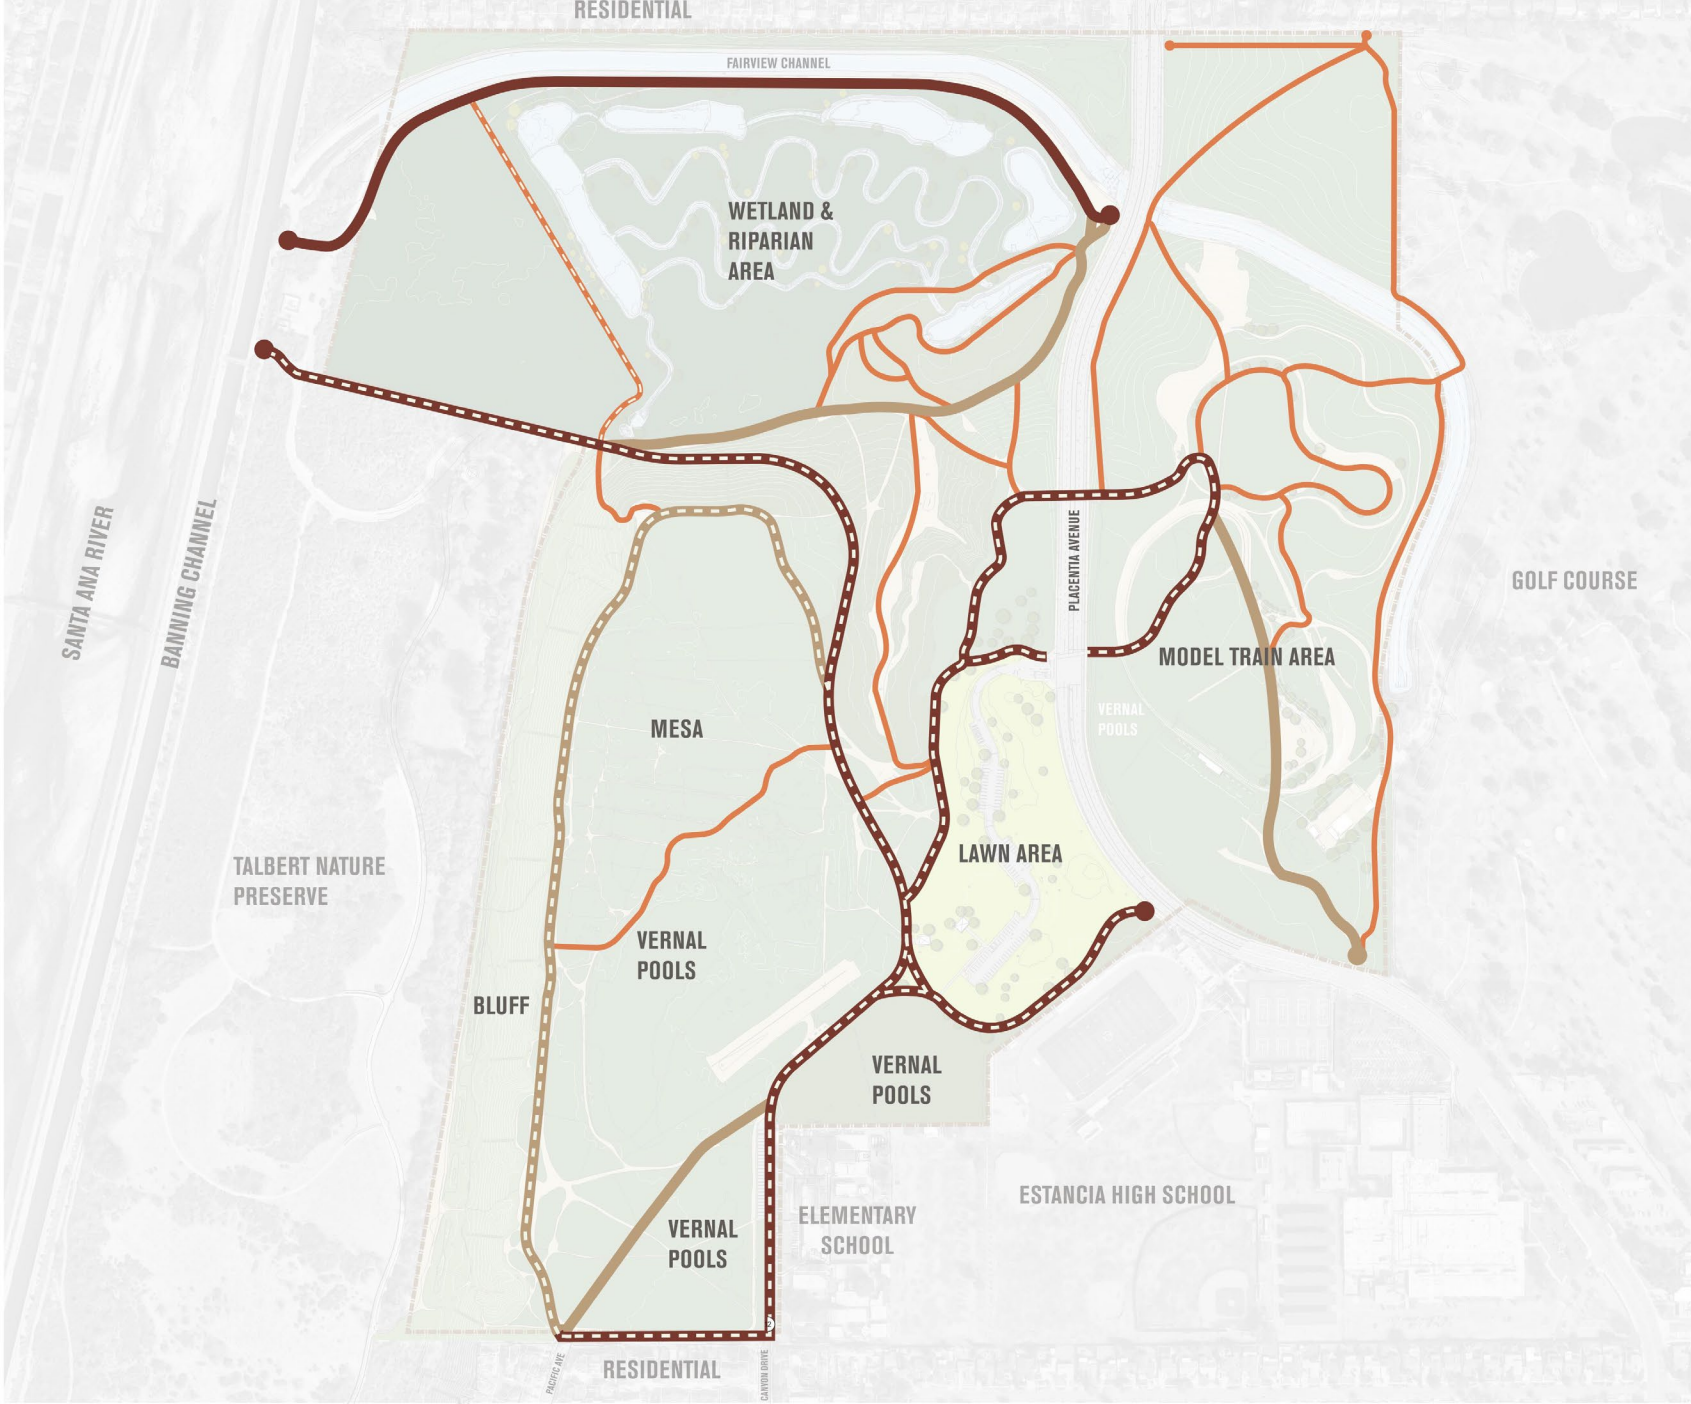 RESIDENTIAL
FAIRVIEW CHANNEL
WETLAND &
RIPARIAN
AREA
SANTA ANA RIVER
BANNING CHANNEL
PLACENTIA AVENUE
GOLF COURSE
MODEL TRAIN AREA
VERNAL
POOLS
MESA
LAWN AREA
TALBERT NATURE
PRESERVE
VERNAL
POOLS
BLUFF
VERNAL
POOLS
ESTANCIA HIGH SCHOOL
ELEMENTARY
SCHOOL
VERNAL
POOLS
PACIFIC AVE
RESIDENTIAL
CANYON DRIVE